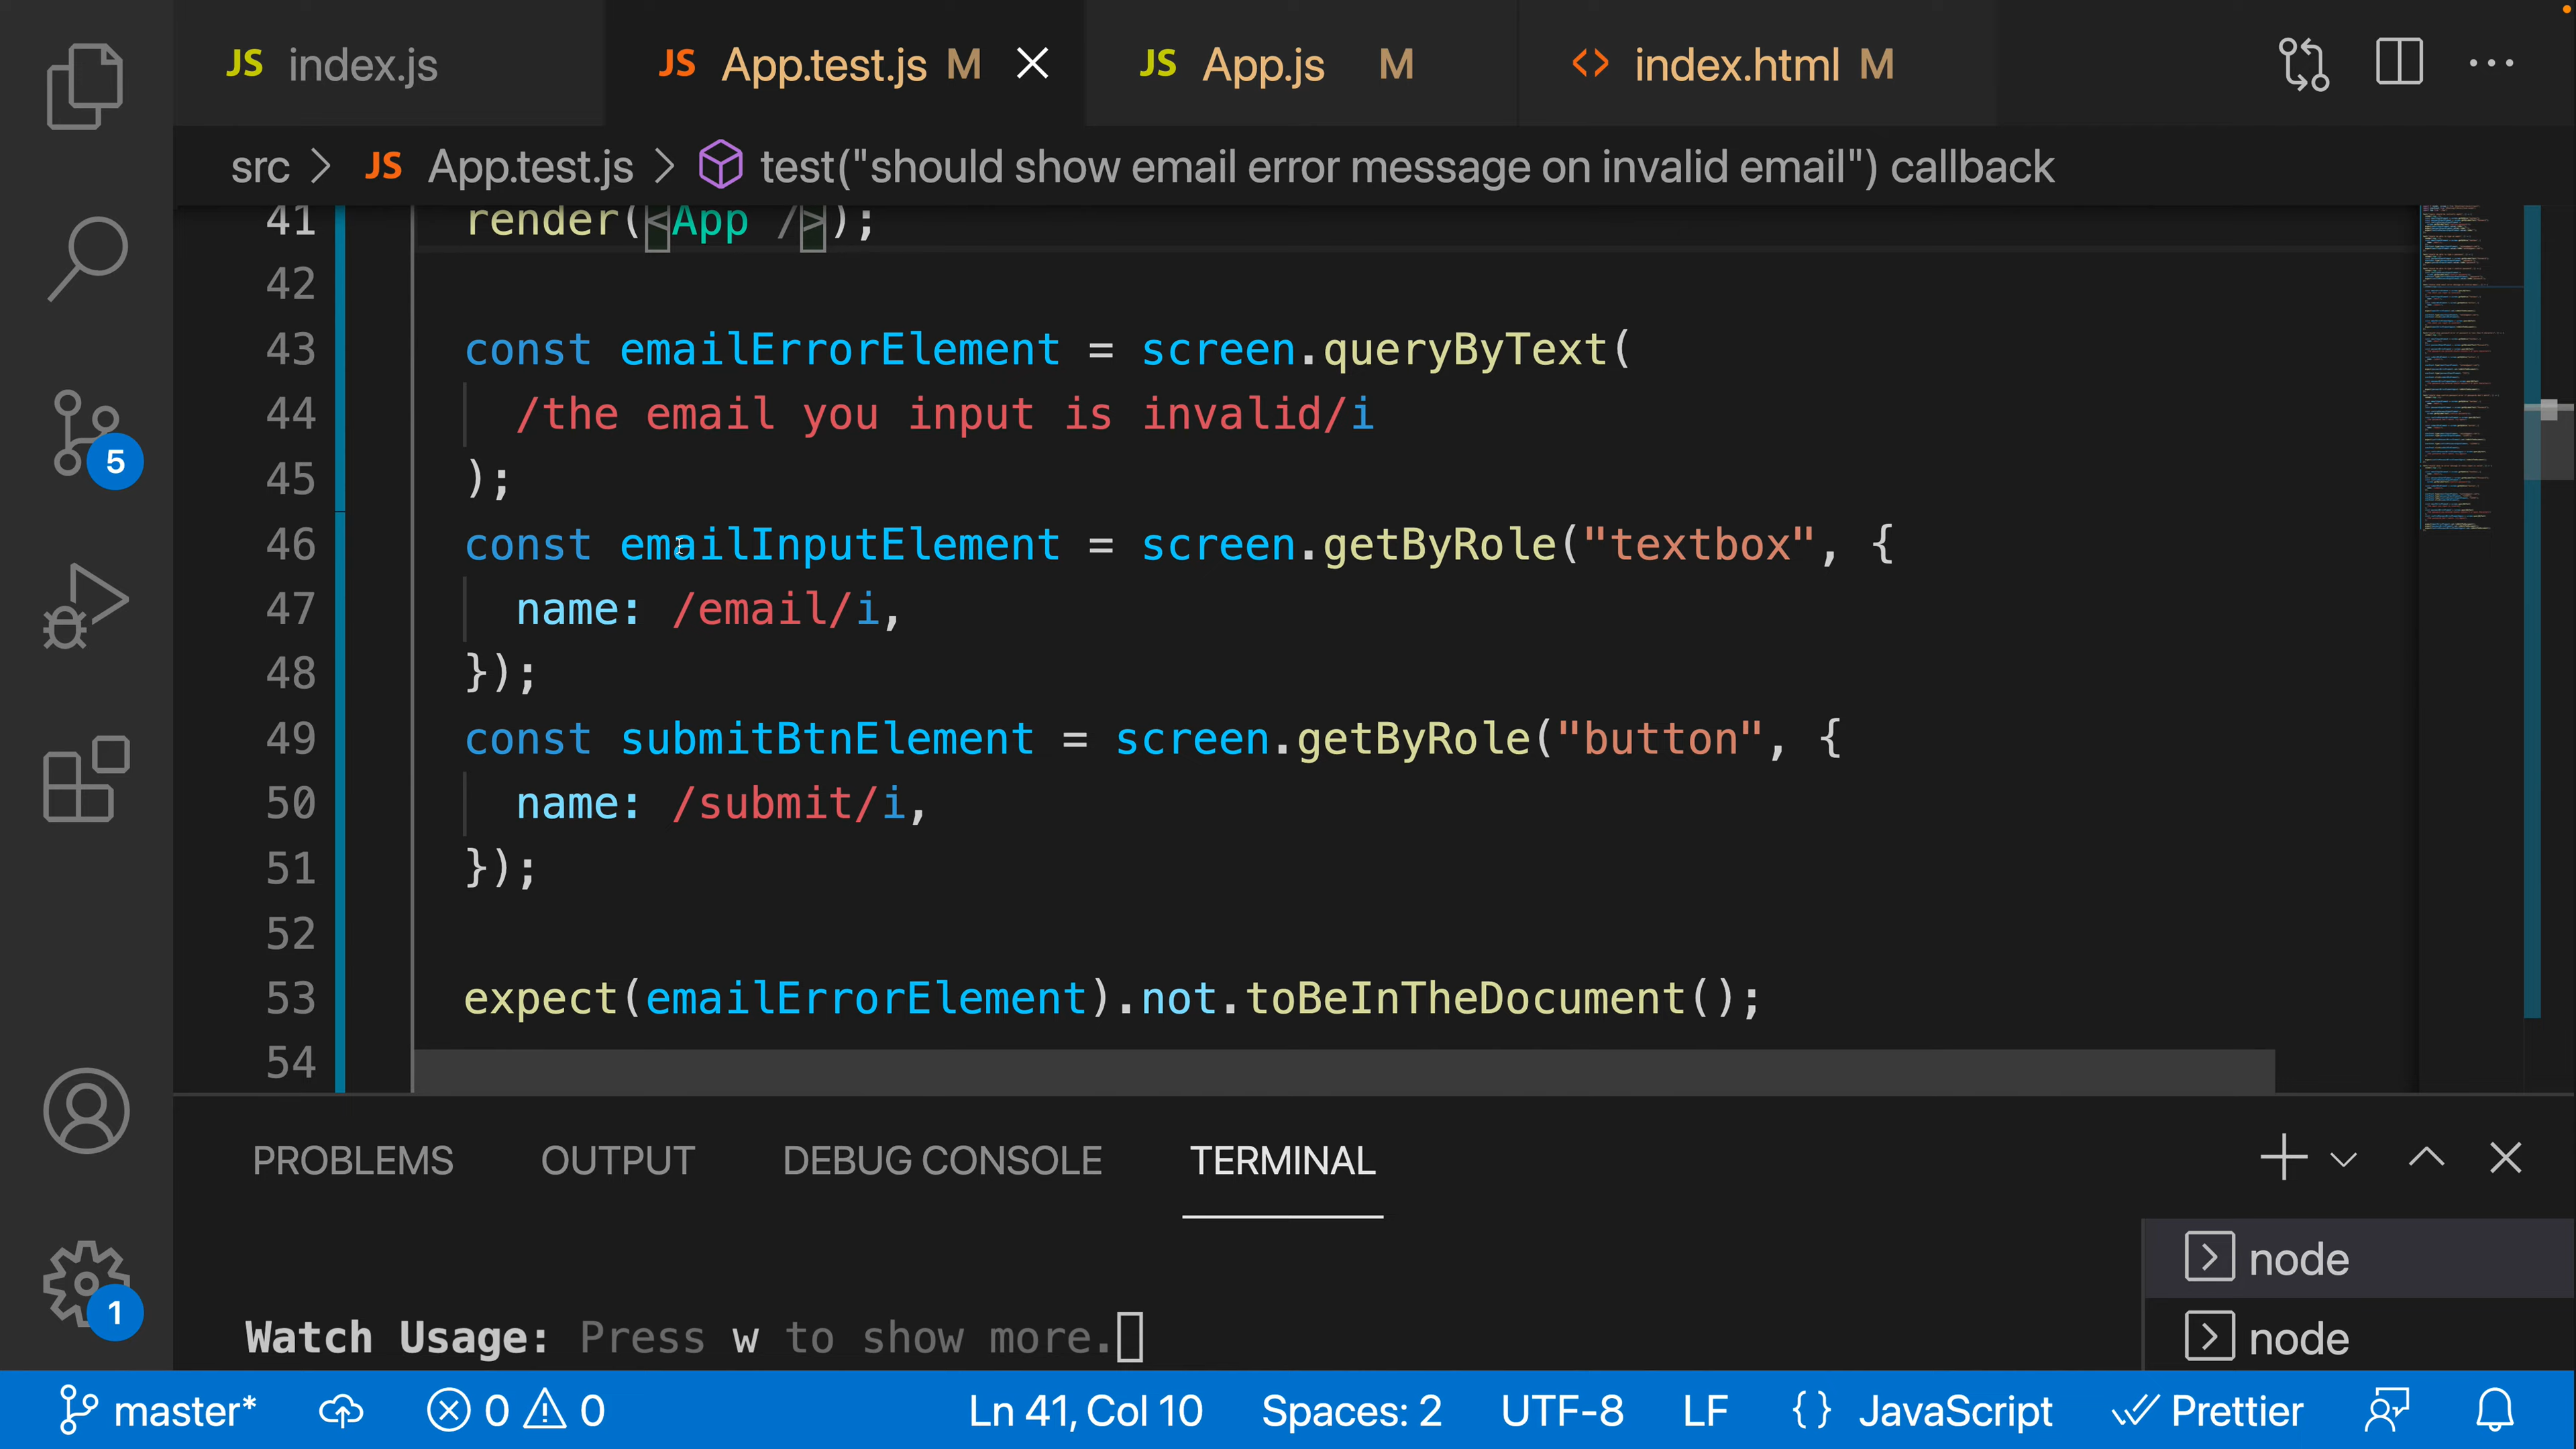 JS index.js JS App.test.js M JS App.js M <> index.html M
src > JS App.test.js > test("should show email error message on invalid email") callback
41 render(<App />);
42
43 const emailErrorElement = screen.queryByText(
44 /the email you input is invalid/i
45 );
46 const emailInputElement = screen.getByRole("textbox", {
47 name: /email/i,
48 });
49 const submitBtnElement = screen.getByRole("button", {
50 name: /submit/i,
51 });
52
53 expect(emailErrorElement).not.toBeInTheDocument();
54
5
1
PROBLEMS OUTPUT DEBUG CONSOLE TERMINAL
node
Watch Usage: Press w to show more.
node
master* 0 0 Ln 41, Col 10 Spaces: 2 UTF-8 LF {} JavaScript Prettier